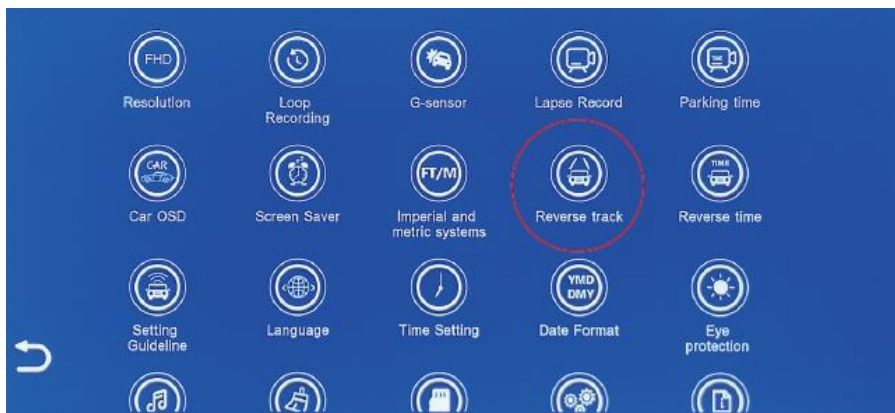 FHD
Resolution
Loop
Recording
G-sensor
Lapse Record
TIME
Parking time
CAR
Car OSD
Screen Saver
FT/M
Imperial and
metric systems
Reverse track
TIME
Reverse time
Setting
Guideline
Language
Time Setting
YMD
DMY
Date Format
Eye
protection